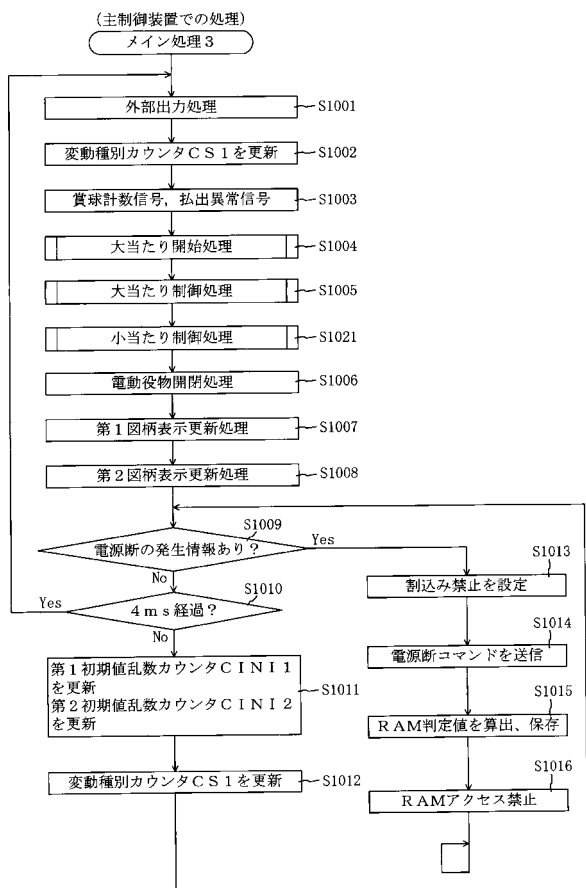 (主制御装置での処理)
メイン処理3
外部出力処理
S1001
変動種別カウンタCS1を更新
S1002
賞球計数信号,払出異常信号
S1003
大当たり開始処理
S1004
大当たり制御処理
S1005
小当たり制御処理
S1021
電動役物開閉処理
S1006
第1図柄表示更新処理
S1007
第2図柄表示更新処理
S1008
S1009
電源断の発生情報あり?
Yes
No
S1010
4ms経過?
Yes
No
第1初期値乱数カウンタCINI1
を更新
第2初期値乱数カウンタCINI2
を更新
S1011
変動種別カウンタCS1を更新
S1012
S1013
割込み禁止を設定
S1014
電源断コマンドを送信
S1015
RAM判定値を算出、保存
S1016
RAMアクセス禁止